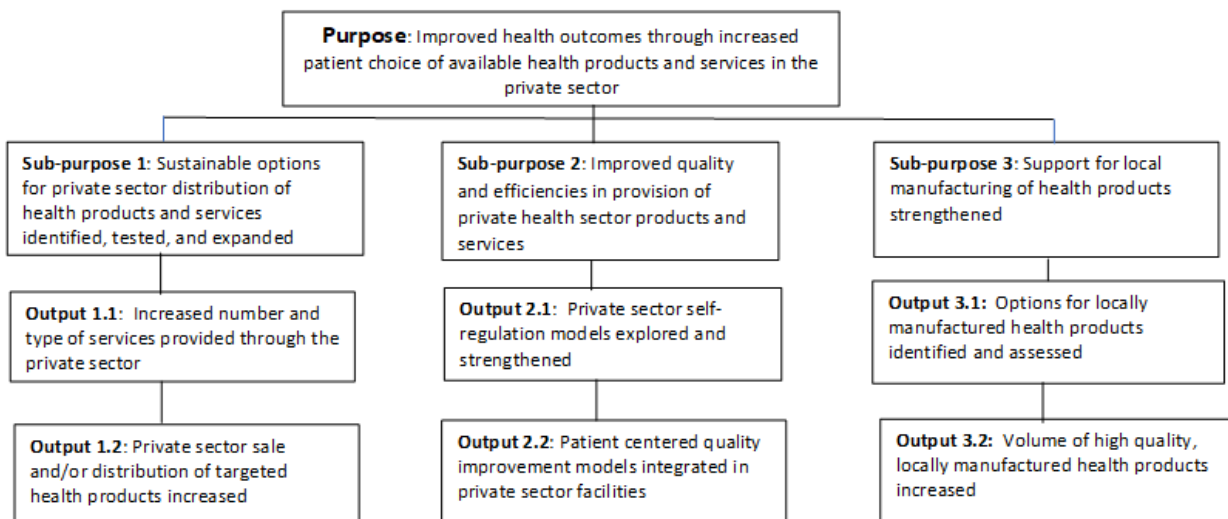 Purpose: Improved health outcomes through increased
patient choice of available health products and services in the
private sector
Sub-purpose 1: Sustainable options
for private sector distribution of
health products and services
identified, tested, and expanded
Sub-purpose 2: Improved quality
and efficiencies in provision of
private health sector products and
services
Sub-purpose 3: Support for local
manufacturing of health products
strengthened
Output 1.1: Increased number and
type of services provided through the
private sector
Output 2.1: Private sector self-
regulation models explored and
strengthened
Output 3.1: Options for locally
manufactured health products
identified and assessed
Output 1.2: Private sector sale
and/or distribution of targeted
health products increased
Output 2.2: Patient centered quality
improvement models integrated in
private sector facilities
Output 3.2: Volume of high quality,
locally manufactured health products
increased